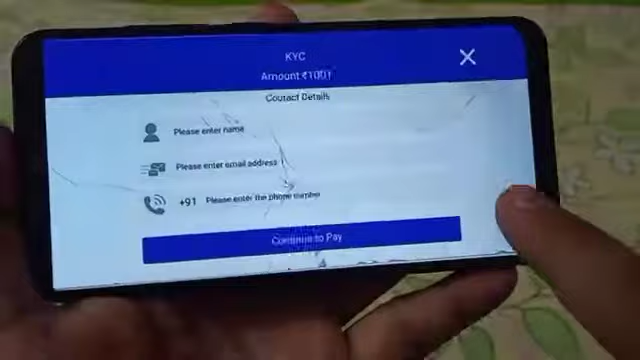 KYC
Amount ₹1001
Contact Details
Please enter name
Please enter email address
+91 Please enter the phone number
Continue to Pay